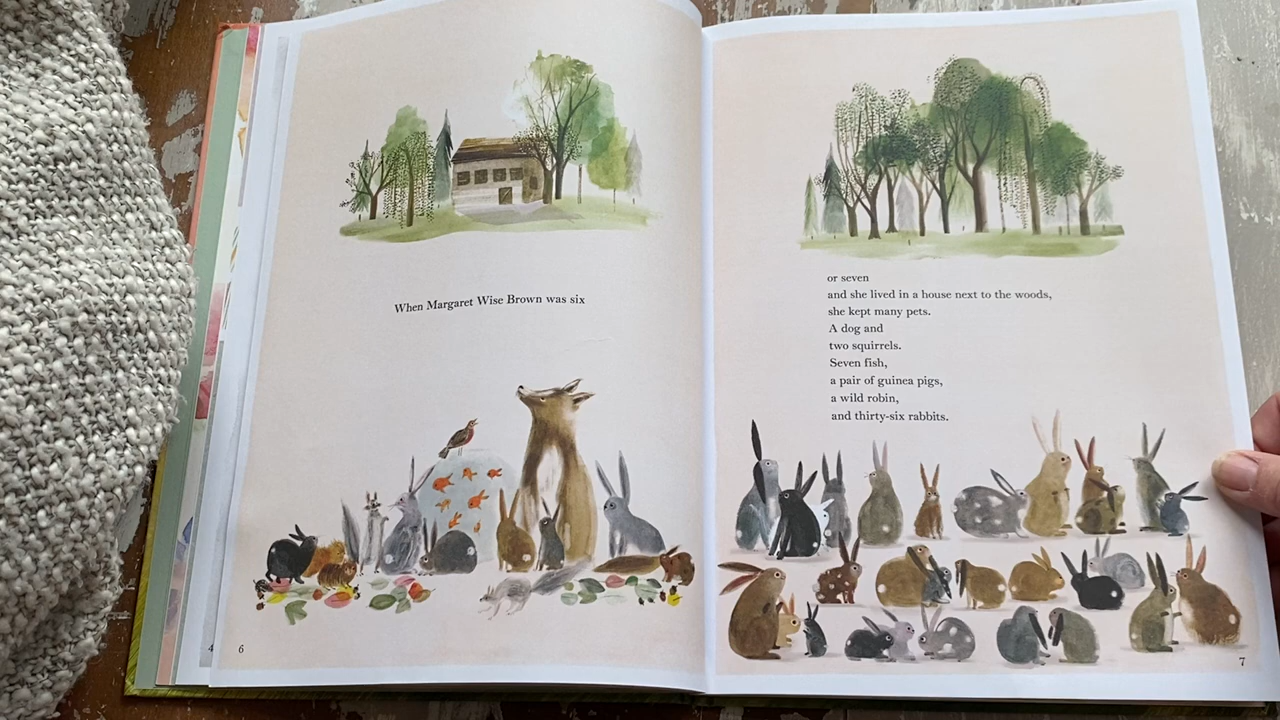 When Margaret Wise Brown was six
4
6
or seven
and she lived in a house next to the woods,
she kept many pets.
A dog and
two squirrels.
Seven fish,
a pair of guinea pigs,
a wild robin,
and thirty-six rabbits.
7